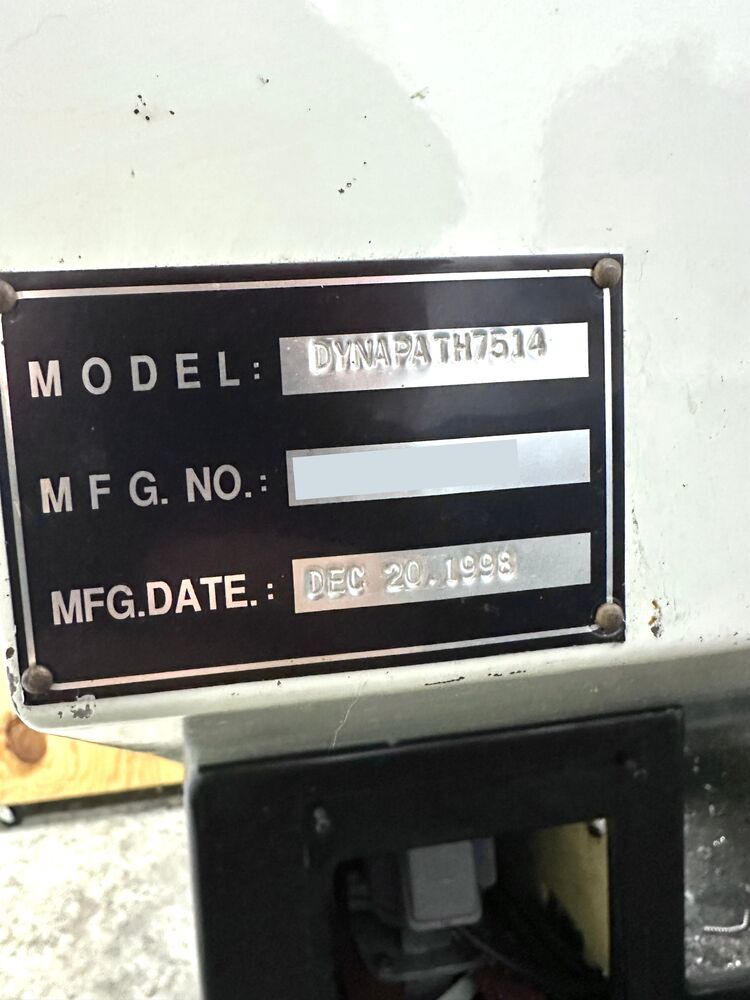 MODEL: DYNAPATH7514
MFG. NO.:
MFG.DATE.: DEC 20.1998